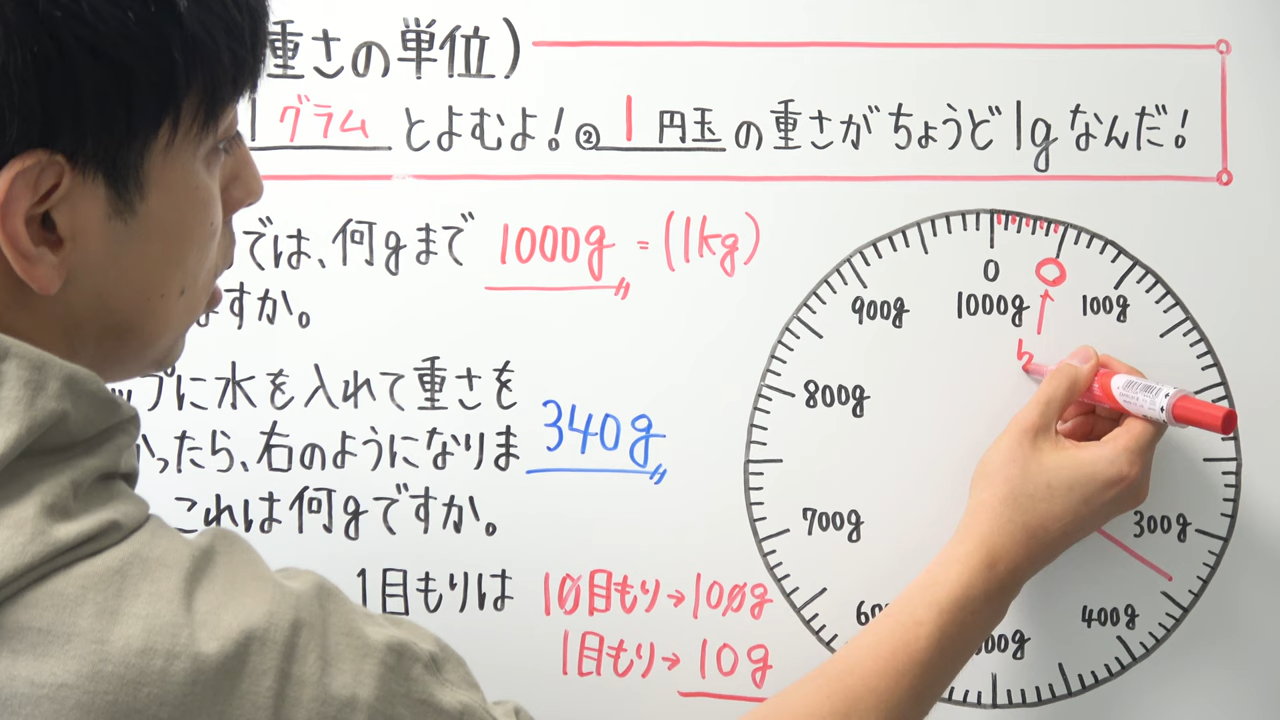 重さの単位)
1グラムとよむよ!②1円玉の重さがちょうど1gなんだ!
では、何gまで 1000g=(1kg)
ますか。
ップに水を入れて重さを
かったら、右のようになりま 340g
これは何gですか。
1目もりは 10目もり→100g
1目もり→10g
0
1000g
100g
300g
400g
700g
800g
900g